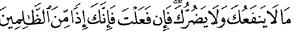 مَا لَا يَنفَعُكَ وَلَا يَضُرُّكَ ۖ فَإِن فَعَلْتَ فَإِنَّكَ إِذًا مِّنَ الظَّالِمِينَ